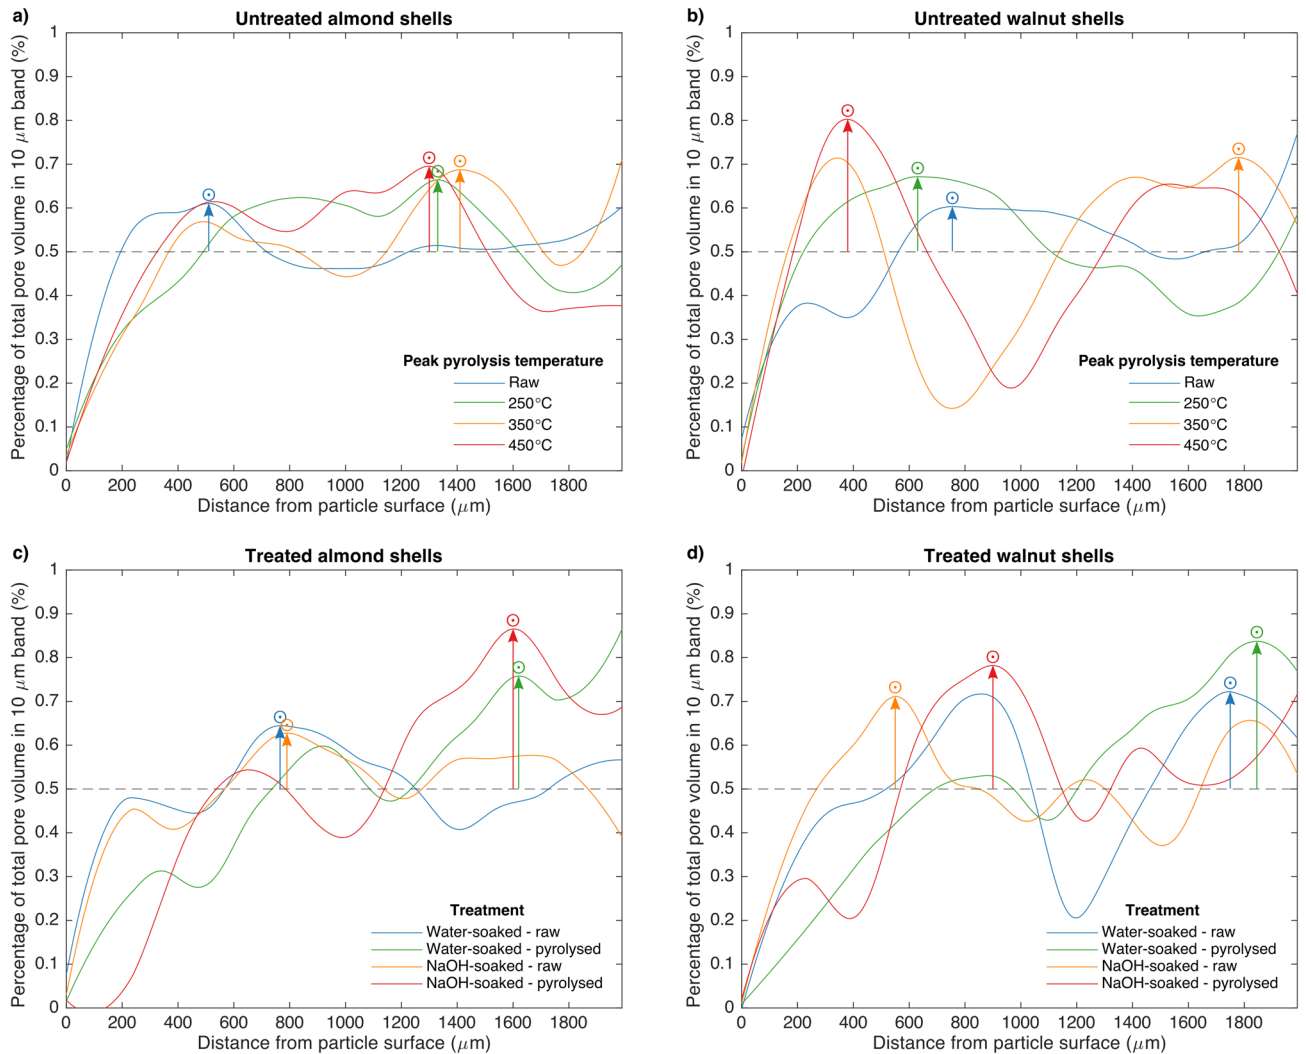 a)
Untreated almond shells
Percentage of total pore volume in 10 μm band (%)
1
0.9
0.8
0.7
0.6
0.5
0.4
0.3
0.2
0.1
0
Peak pyrolysis temperature
Raw
250°C
350°C
450°C
0 200 400 600 800 1000 1200 1400 1600 1800
Distance from particle surface (μm)
b)
Untreated walnut shells
Percentage of total pore volume in 10 μm band (%)
1
0.9
0.8
0.7
0.6
0.5
0.4
0.3
0.2
0.1
0
Peak pyrolysis temperature
Raw
250°C
350°C
450°C
0 200 400 600 800 1000 1200 1400 1600 1800
Distance from particle surface (μm)
c)
Treated almond shells
Percentage of total pore volume in 10 μm band (%)
1
0.9
0.8
0.7
0.6
0.5
0.4
0.3
0.2
0.1
0
Treatment
Water-soaked - raw
Water-soaked - pyrolysed
NaOH-soaked - raw
NaOH-soaked - pyrolysed
0 200 400 600 800 1000 1200 1400 1600 1800
Distance from particle surface (μm)
d)
Treated walnut shells
Percentage of total pore volume in 10 μm band (%)
1
0.9
0.8
0.7
0.6
0.5
0.4
0.3
0.2
0.1
0
Treatment
Water-soaked - raw
Water-soaked - pyrolysed
NaOH-soaked - raw
NaOH-soaked - pyrolysed
0 200 400 600 800 1000 1200 1400 1600 1800
Distance from particle surface (μm)